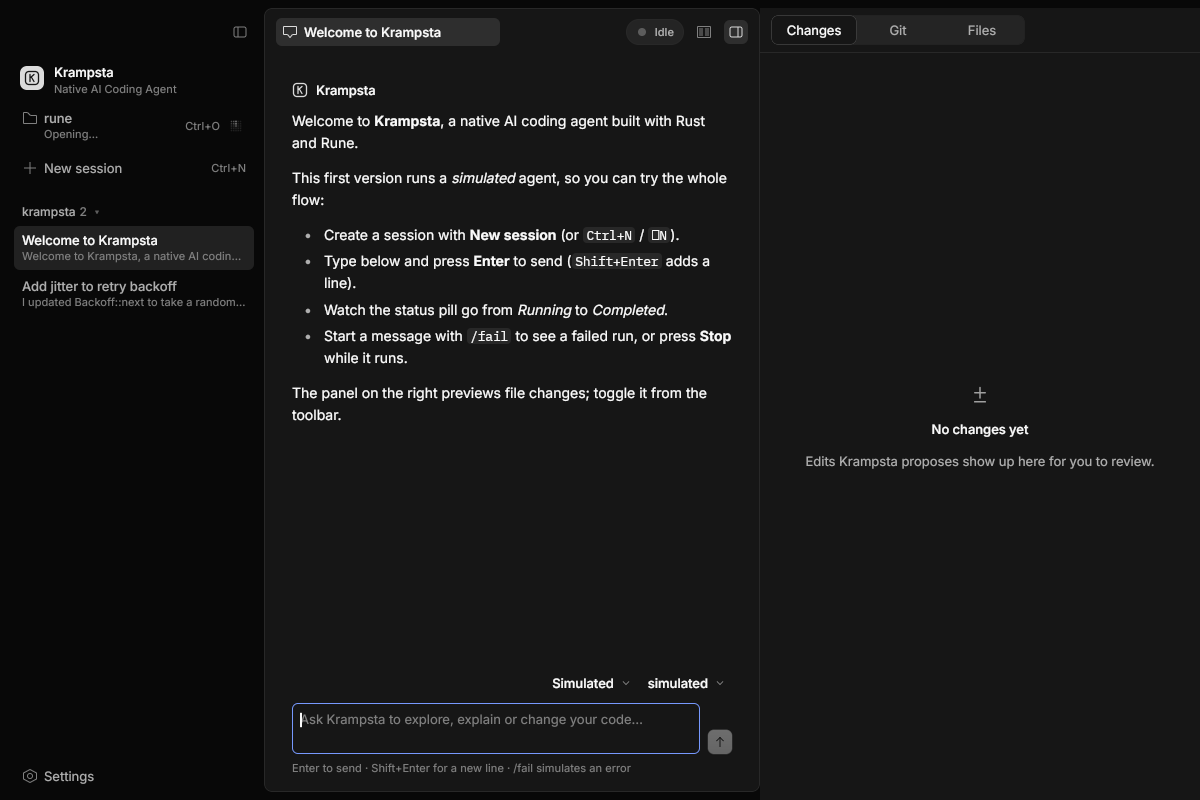 Krampsta
Native AI Coding Agent
rune
Opening...
Ctrl+O
New session
Ctrl+N
krampsta 2
Welcome to Krampsta
Welcome to Krampsta, a native AI codin...
Add jitter to retry backoff
I updated Backoff::next to take a random...
Settings
Welcome to Krampsta
Idle
Krampsta
Welcome to Krampsta, a native AI coding agent built with Rust
and Rune.
This first version runs a simulated agent, so you can try the whole
flow:
• Create a session with New session (or Ctrl+N / N).
• Type below and press Enter to send (Shift+Enter adds a
line).
• Watch the status pill go from Running to Completed.
• Start a message with /fail to see a failed run, or press Stop
while it runs.
The panel on the right previews file changes; toggle it from the
toolbar.
Simulated
simulated
Ask Krampsta to explore, explain or change your code...
Enter to send · Shift+Enter for a new line · /fail simulates an error
Changes
Git
Files
No changes yet
Edits Krampsta proposes show up here for you to review.